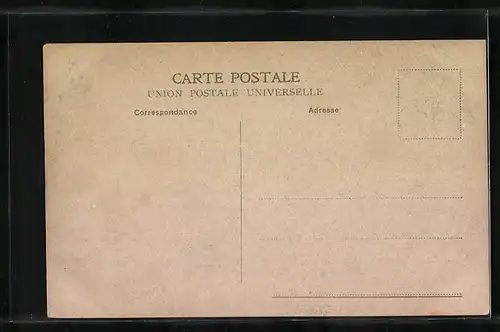 CARTE POSTALE
UNION POSTALE UNIVERSELLE
Correspondance Adresse